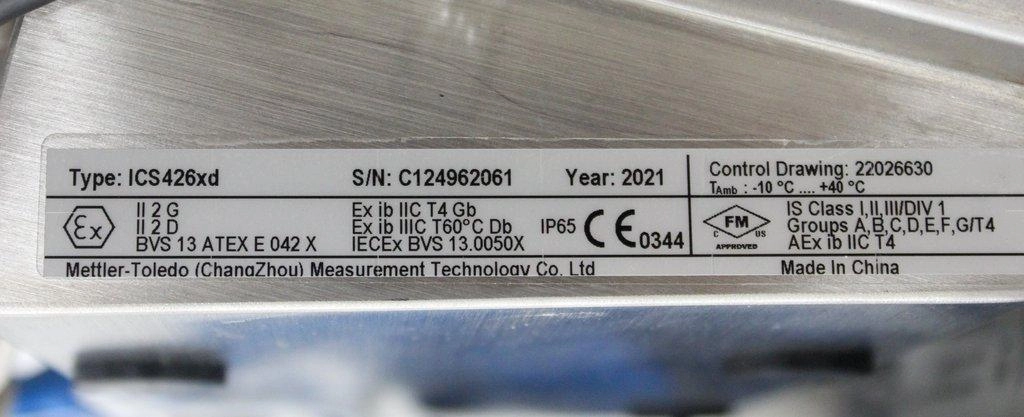 Type: ICS426xd S/N: C124962061 Year: 2021
Control Drawing: 22026630
TAmb : -10 °C .... +40 °C
Ex
II 2 G
II 2 D
BVS 13 ATEX E 042 X
Ex ib IIC T4 Gb
Ex ib IIIC T60°C Db
IECEx BVS 13.0050X
IP65 CE 0344
FM
C US
APPROVED
IS Class I,II,III/DIV 1
Groups A,B,C,D,E,F,G/T4
AEx ib IIC T4
Mettler-Toledo (ChangZhou) Measurement Technology Co. Ltd
Made In China